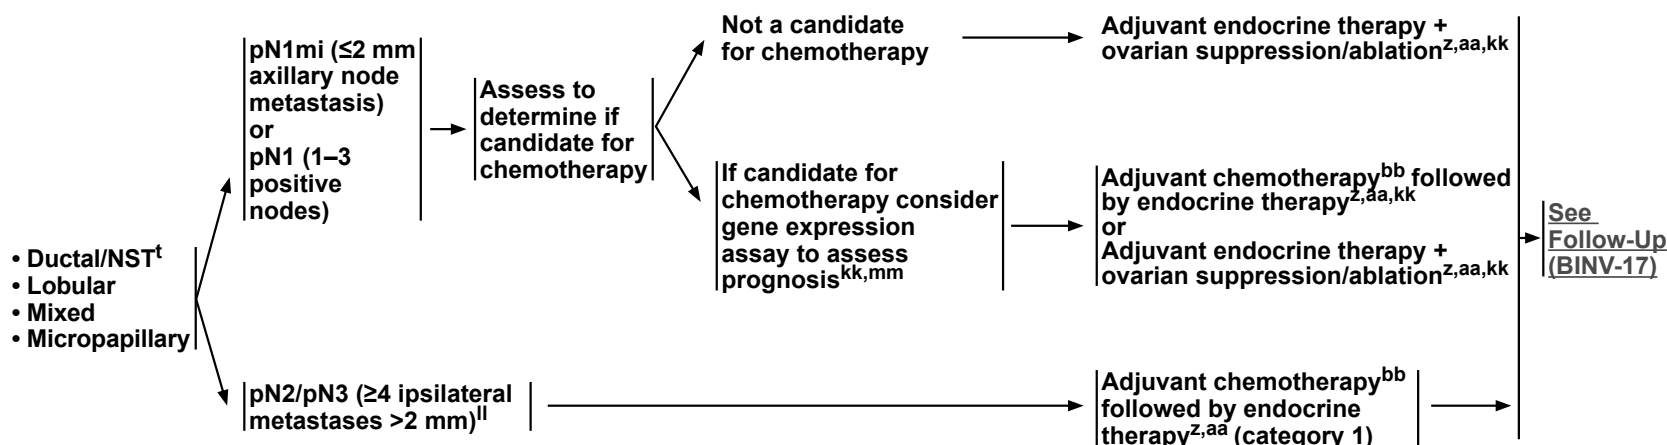 • Ductal/NSTt
• Lobular
• Mixed
• Micropapillary
pN1mi (≤2 mm
axillary node
metastasis)
or
pN1 (1–3
positive
nodes)
Assess to
determine if
candidate for
chemotherapy
Not a candidate
for chemotherapy
Adjuvant endocrine therapy +
ovarian suppression/ablationz,aa,kk
If candidate for
chemotherapy consider
gene expression
assay to assess
prognosiskk,mm
Adjuvant chemotherapybb followed
by endocrine therapyz,aa,kk
or
Adjuvant endocrine therapy +
ovarian suppression/ablationz,aa,kk
pN2/pN3 (≥4 ipsilateral
metastases >2 mm)ll
Adjuvant chemotherapybb
followed by endocrine
therapyz,aa (category 1)
See
Follow-Up
(BINV-17)